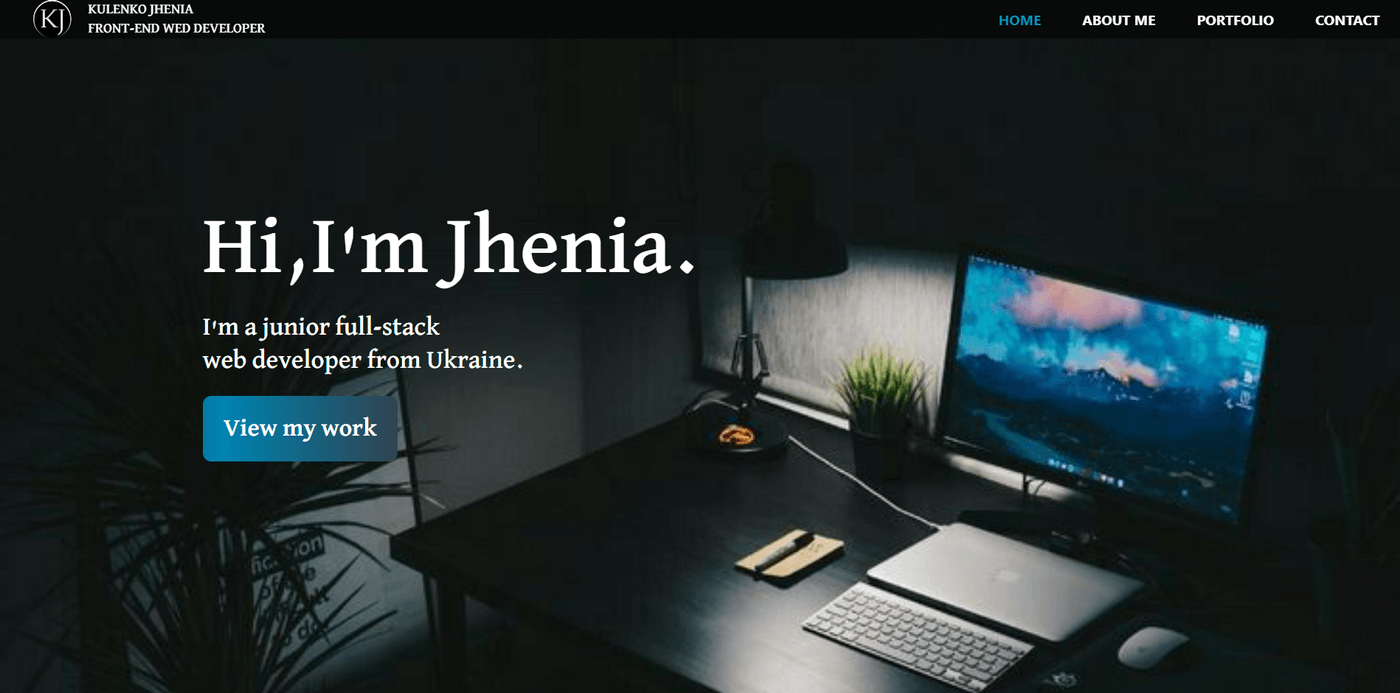 KJ
KULENKO JHENIA
FRONT-END WED DEVELOPER
HOME ABOUT ME PORTFOLIO CONTACT
Hi,I'm Jhenia.
I'm a junior full-stack
web developer from Ukraine.
View my work